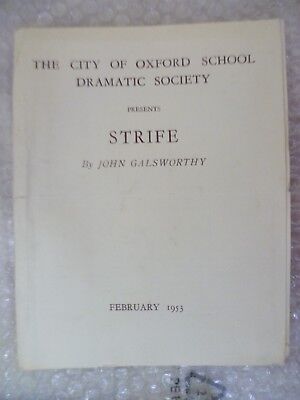 THE CITY OF OXFORD SCHOOL
DRAMATIC SOCIETY
PRESENTS
STRIFE
By JOHN GALSWORTHY
FEBRUARY 1953